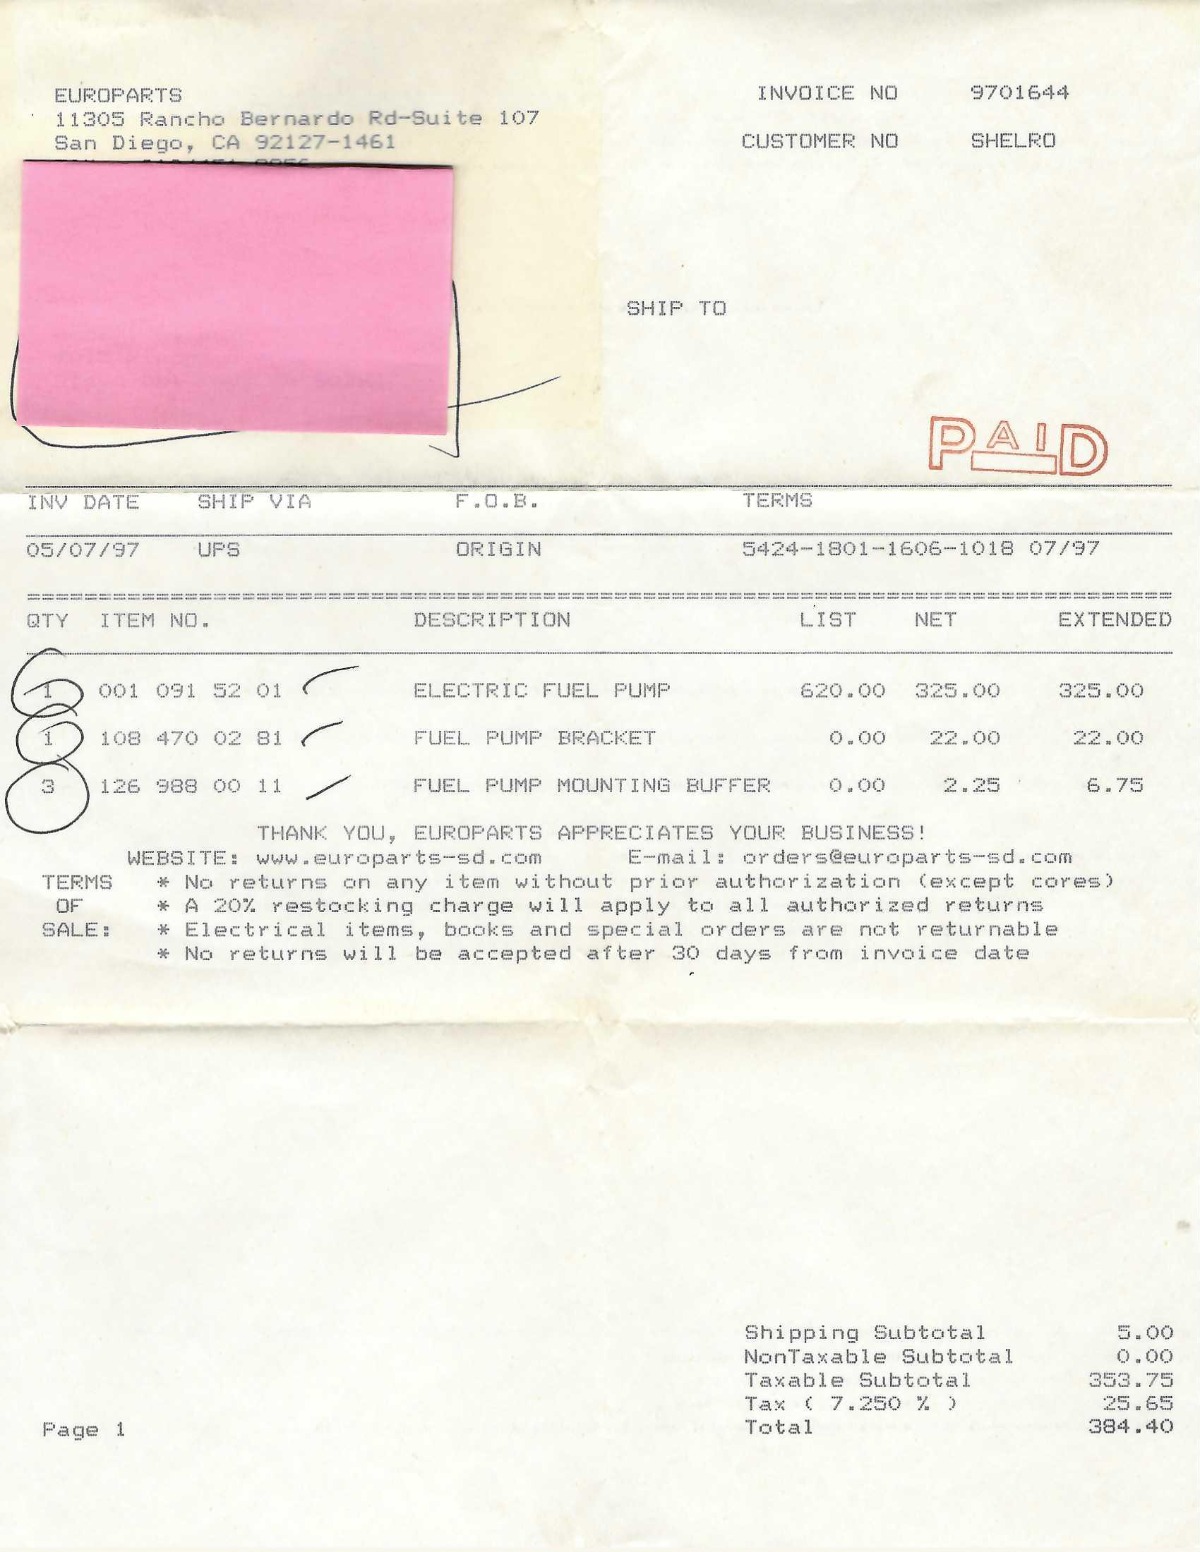 EUROPARTS
11305 Rancho Bernardo Rd-Suite 107
San Diego, CA 92127-1461
INVOICE NO 9701644
CUSTOMER NO SHELRO
SHIP TO
PAID
INV DATE SHIP VIA F.O.B. TERMS
05/07/97 UPS ORIGIN 5424-1801-1606-1018 07/97
QTY ITEM NO. DESCRIPTION LIST NET EXTENDED
1 001 091 52 01 ELECTRIC FUEL PUMP 620.00 325.00 325.00
1 108 470 02 81 FUEL PUMP BRACKET 0.00 22.00 22.00
3 126 988 00 11 FUEL PUMP MOUNTING BUFFER 0.00 2.25 6.75
THANK YOU, EUROPARTS APPRECIATES YOUR BUSINESS!
WEBSITE: www.europarts-sd.com E-mail: orders@europarts-sd.com
TERMS * No returns on any item without prior authorization (except cores)
OF * A 20% restocking charge will apply to all authorized returns
SALE: * Electrical items, books and special orders are not returnable
* No returns will be accepted after 30 days from invoice date
Shipping Subtotal 5.00
NonTaxable Subtotal 0.00
Taxable Subtotal 353.75
Tax ( 7.250 % ) 25.65
Page 1 Total 384.40